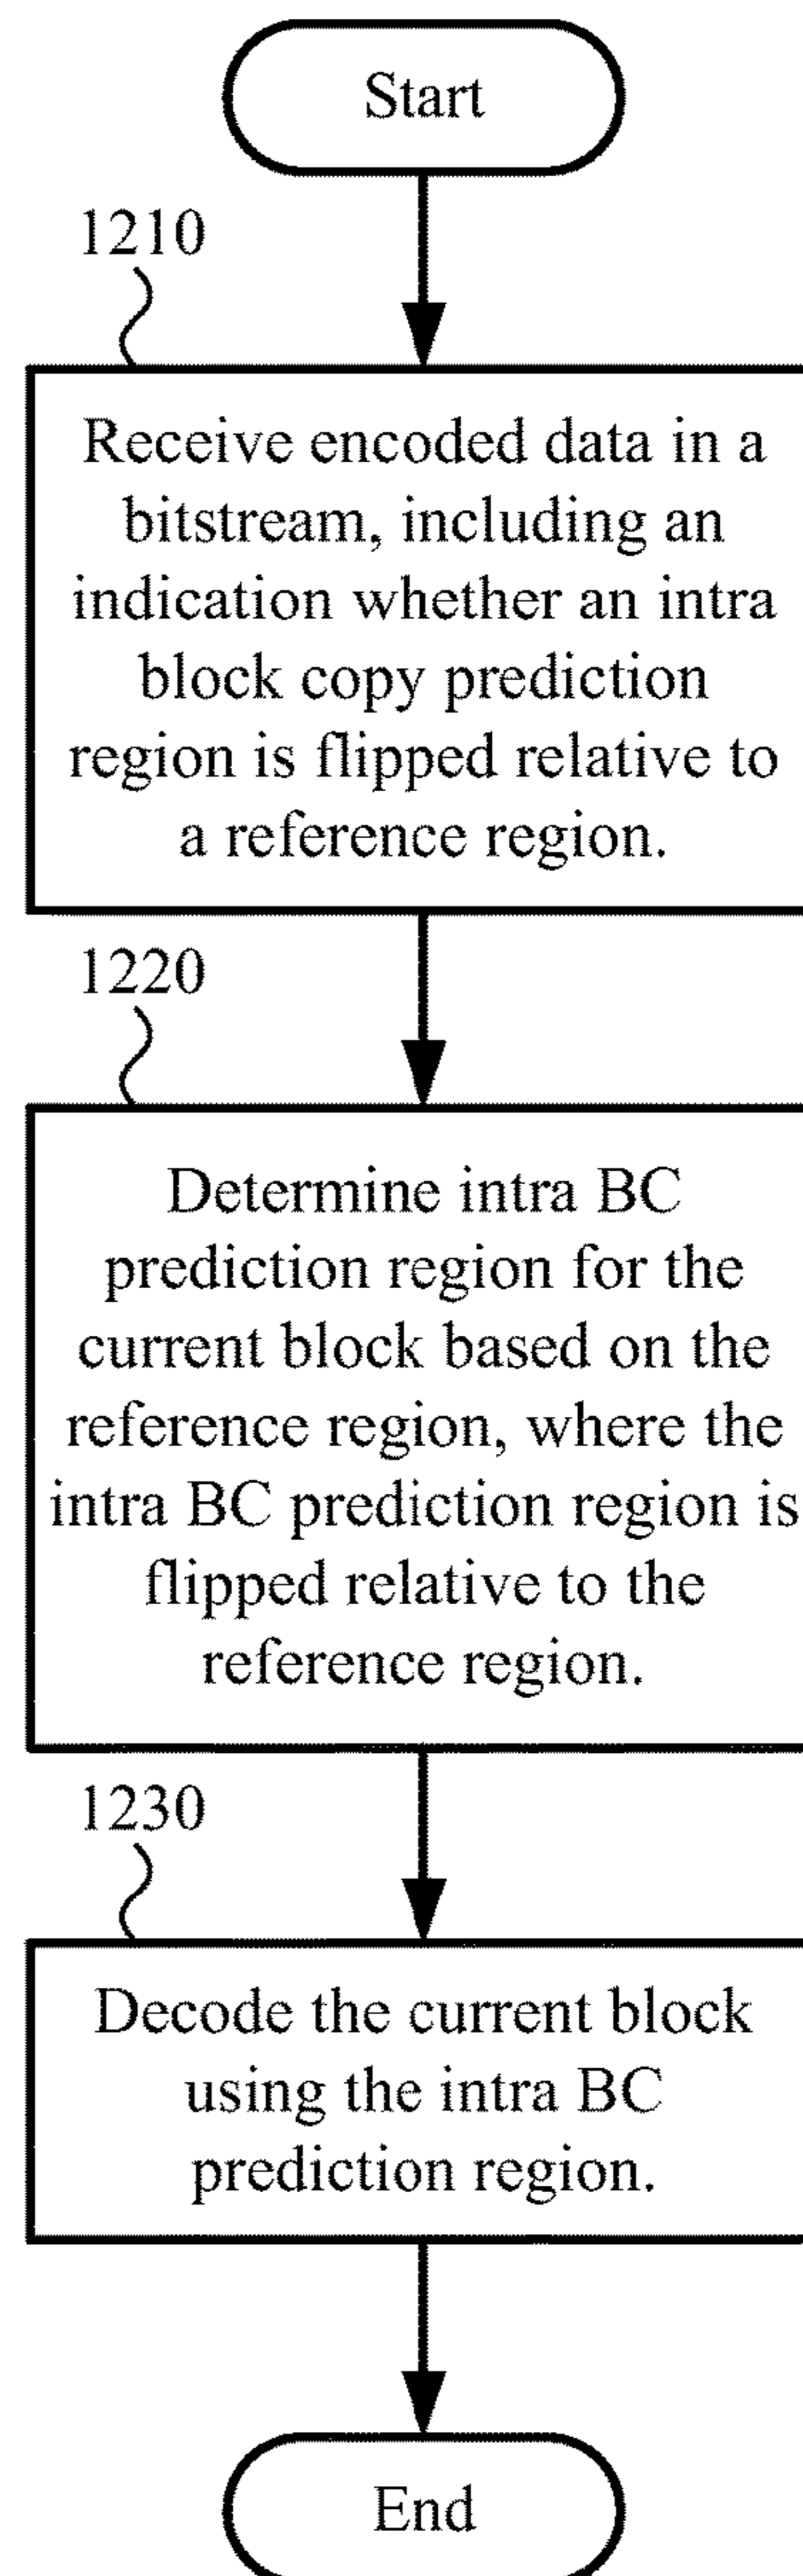 Start
1210
Receive encoded data in a
bitstream, including an
indication whether an intra
block copy prediction
region is flipped relative to
a reference region.
1220
Determine intra BC
prediction region for the
current block based on the
reference region, where the
intra BC prediction region is
flipped relative to the
reference region.
1230
Decode the current block
using the intra BC
prediction region.
End